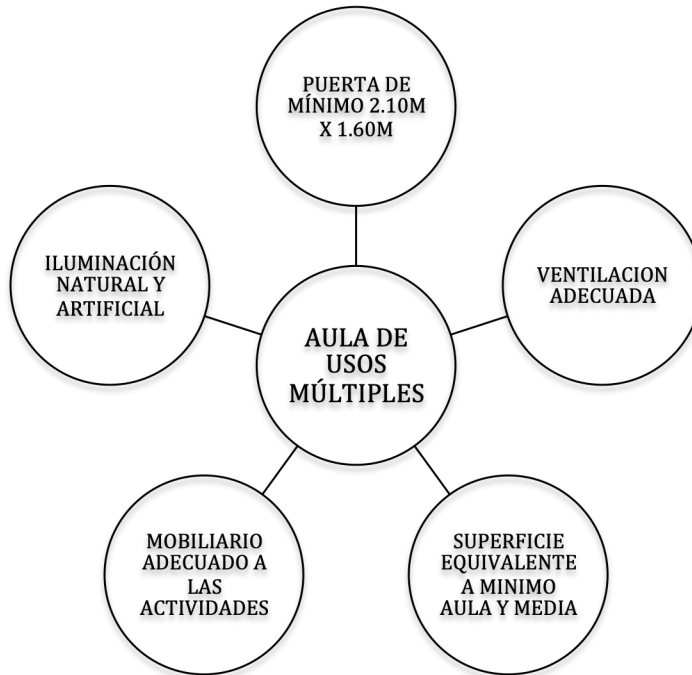 PUERTA DE
MÍNIMO 2.10M
X 1.60M
ILUMINACIÓN
NATURAL Y
ARTIFICIAL
VENTILACION
ADECUADA
AULA DE
USOS
MÚLTIPLES
MOBILIARIO
ADECUADO A
LAS
ACTIVIDADES
SUPERFICIE
EQUIVALENTE
A MINIMO
AULA Y MEDIA